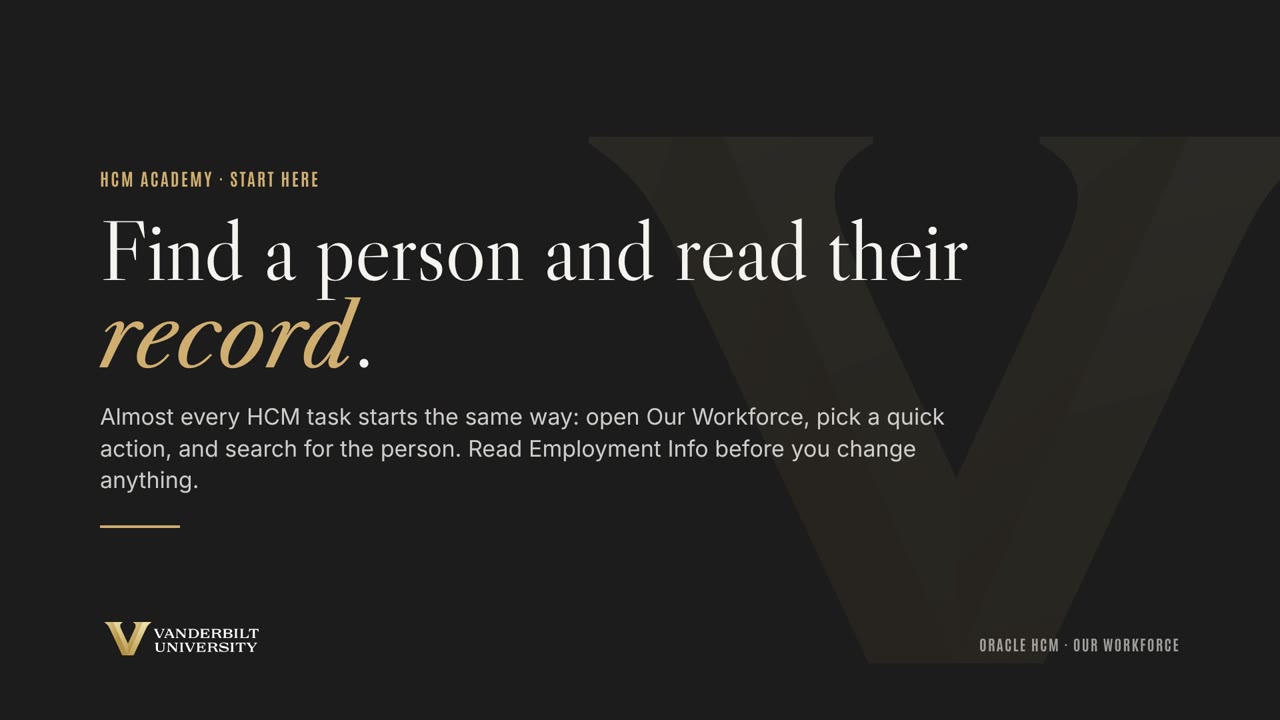 HCM ACADEMY · START HERE
Find a person and read their
record.
Almost every HCM task starts the same way: open Our Workforce, pick a quick
action, and search for the person. Read Employment Info before you change
anything.
VANDERBILT
UNIVERSITY
ORACLE HCM · OUR WORKFORCE